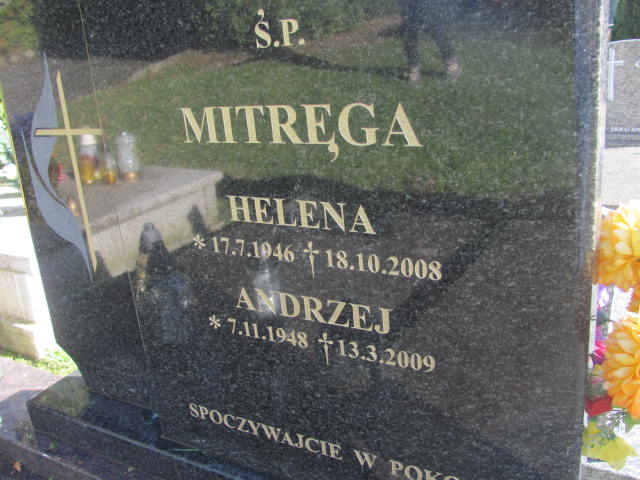 Ś.P.
MITRĘGA
HELENA
* 17.7.1946 † 18.10.2008
ANDRZEJ
* 7.11.1948 † 13.3.2009
SPOCZYWAJCIE W POKO